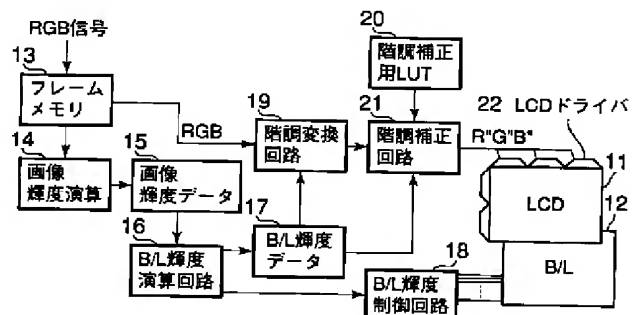 RGB信号
13
フレーム
メモリ
14
画像
輝度演算
15
画像
輝度データ
16
B/L輝度
演算回路
17
B/L輝度
データ
RGB
19
階調変換
回路
20
階調補正
用LUT
21
階調補正
回路
R"G"B"
22 LCDドライバ
11
LCD
12
B/L
18
B/L輝度
制御回路